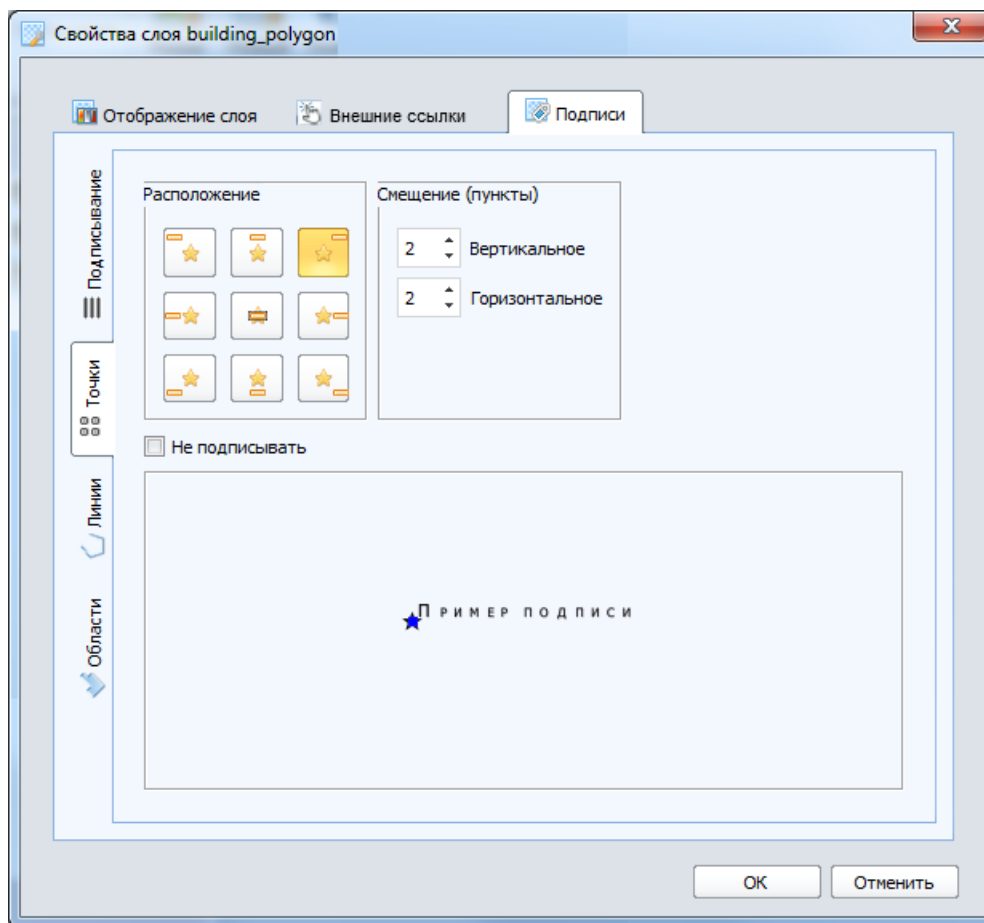 Свойства слоя building_polygon
Отображение слоя
Внешние ссылки
Подписи
Подписывание
Точки
Линии
Области
Расположение
Смещение (пункты)
2
Вертикальное
2
Горизонтальное
Не подписывать
Пример подписи
ОК
Отменить